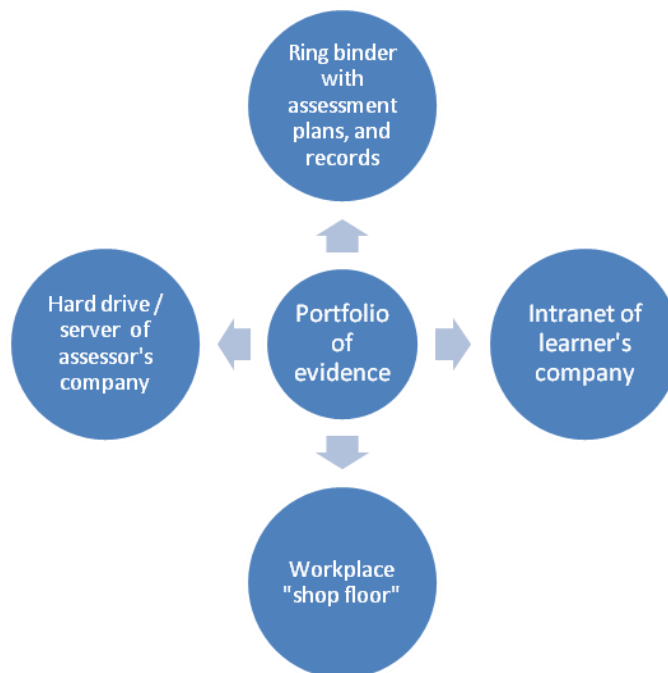 Ring binder
with
assessment
plans, and
records
Hard drive /
server of
assessor's
company
Portfolio
of
evidence
Intranet of
learner's
company
Workplace
"shop floor"